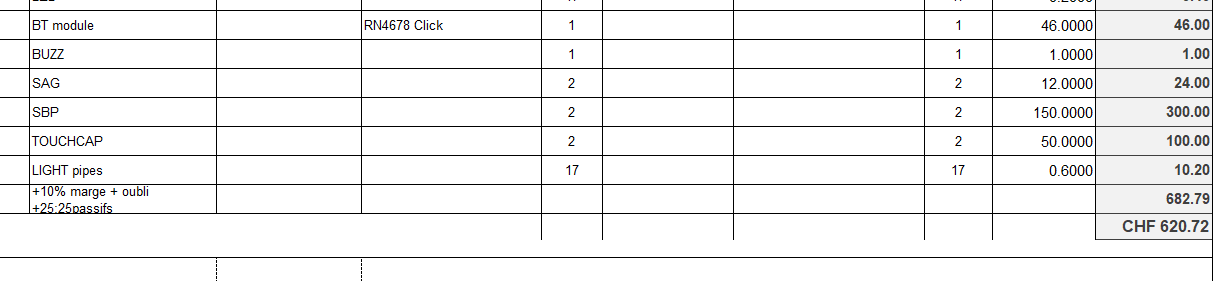 BT module RN4678 Click 1 1 46.0000 46.00
BUZZ 1 1 1.0000 1.00
SAG 2 2 12.0000 24.00
SBP 2 2 150.0000 300.00
TOUCHCAP 2 2 50.0000 100.00
LIGHT pipes 17 17 0.6000 10.20
+10% marge + oubli
+25:25passifs 682.79
CHF 620.72